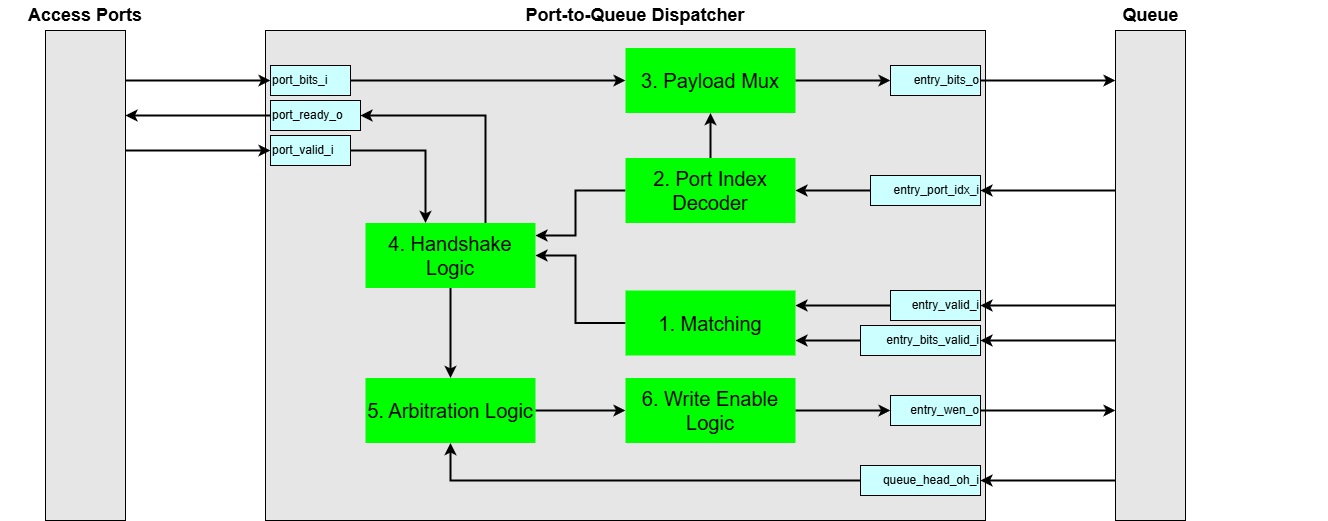 Access Ports
Port-to-Queue Dispatcher
Queue
port_bits_i
3. Payload Mux
entry_bits_o
port_ready_o
port_valid_i
2. Port Index
Decoder
entry_port_idx_i
4. Handshake
Logic
1. Matching
entry_valid_i
entry_bits_valid_i
5. Arbitration Logic
6. Write Enable
Logic
entry_wen_o
queue_head_oh_i